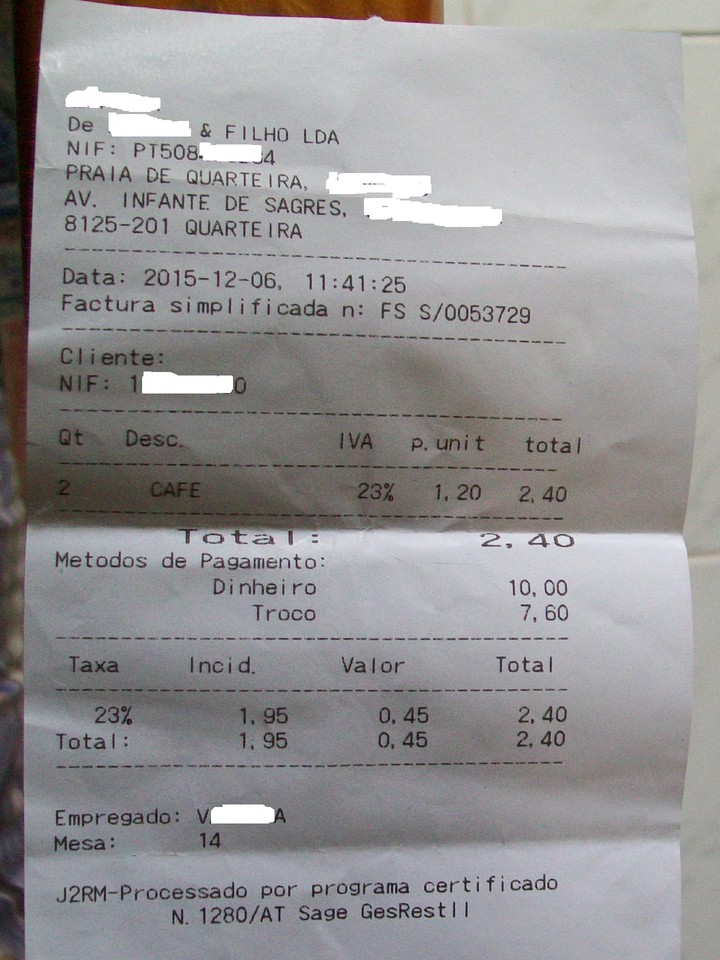 De & FILHO LDA
NIF: PT508 4
PRAIA DE QUARTEIRA,
AV. INFANTE DE SAGRES,
8125-201 QUARTEIRA
Data: 2015-12-06, 11:41:25
Factura simplificada n: FS S/0053729
Cliente:
NIF: 1 0
Qt Desc. IVA p.unit total
2 CAFE 23% 1,20 2,40
Total: 2,40
Metodos de Pagamento:
Dinheiro 10,00
Troco 7,60
Taxa Incid. Valor Total
23% 1,95 0,45 2,40
Total: 1,95 0,45 2,40
Empregado: V A
Mesa: 14
J2RM-Processado por programa certificado
N.1280/AT Sage GesRestII